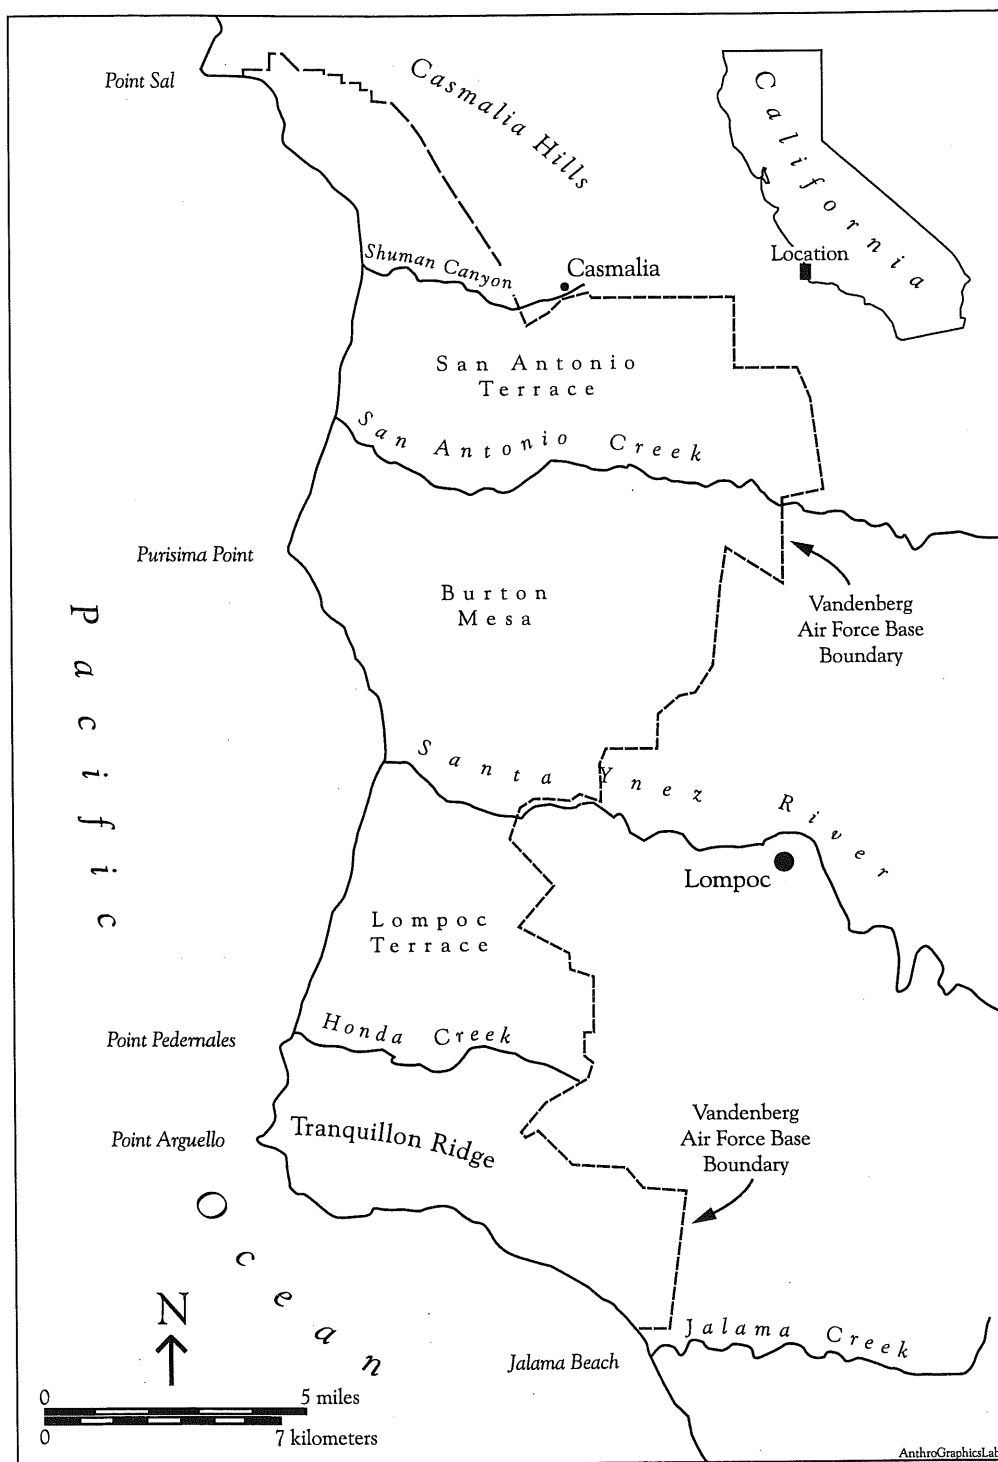 Point Sal
Casmalia Hills
California
Location
Shuman Canyon
Casmalia
San Antonio
Terrace
San Antonio Creek
Purisima Point
Burton
Mesa
Vandenberg
Air Force Base
Boundary
Pacific
Santa Ynez River
Lompoc
Lompoc
Terrace
Honda Creek
Point Pedernales
Tranquillon Ridge
Point Arguello
Vandenberg
Air Force Base
Boundary
Ocean
N
Jalama Creek
Jalama Beach
0 5 miles
0 7 kilometers
AnthroGraphicsLab